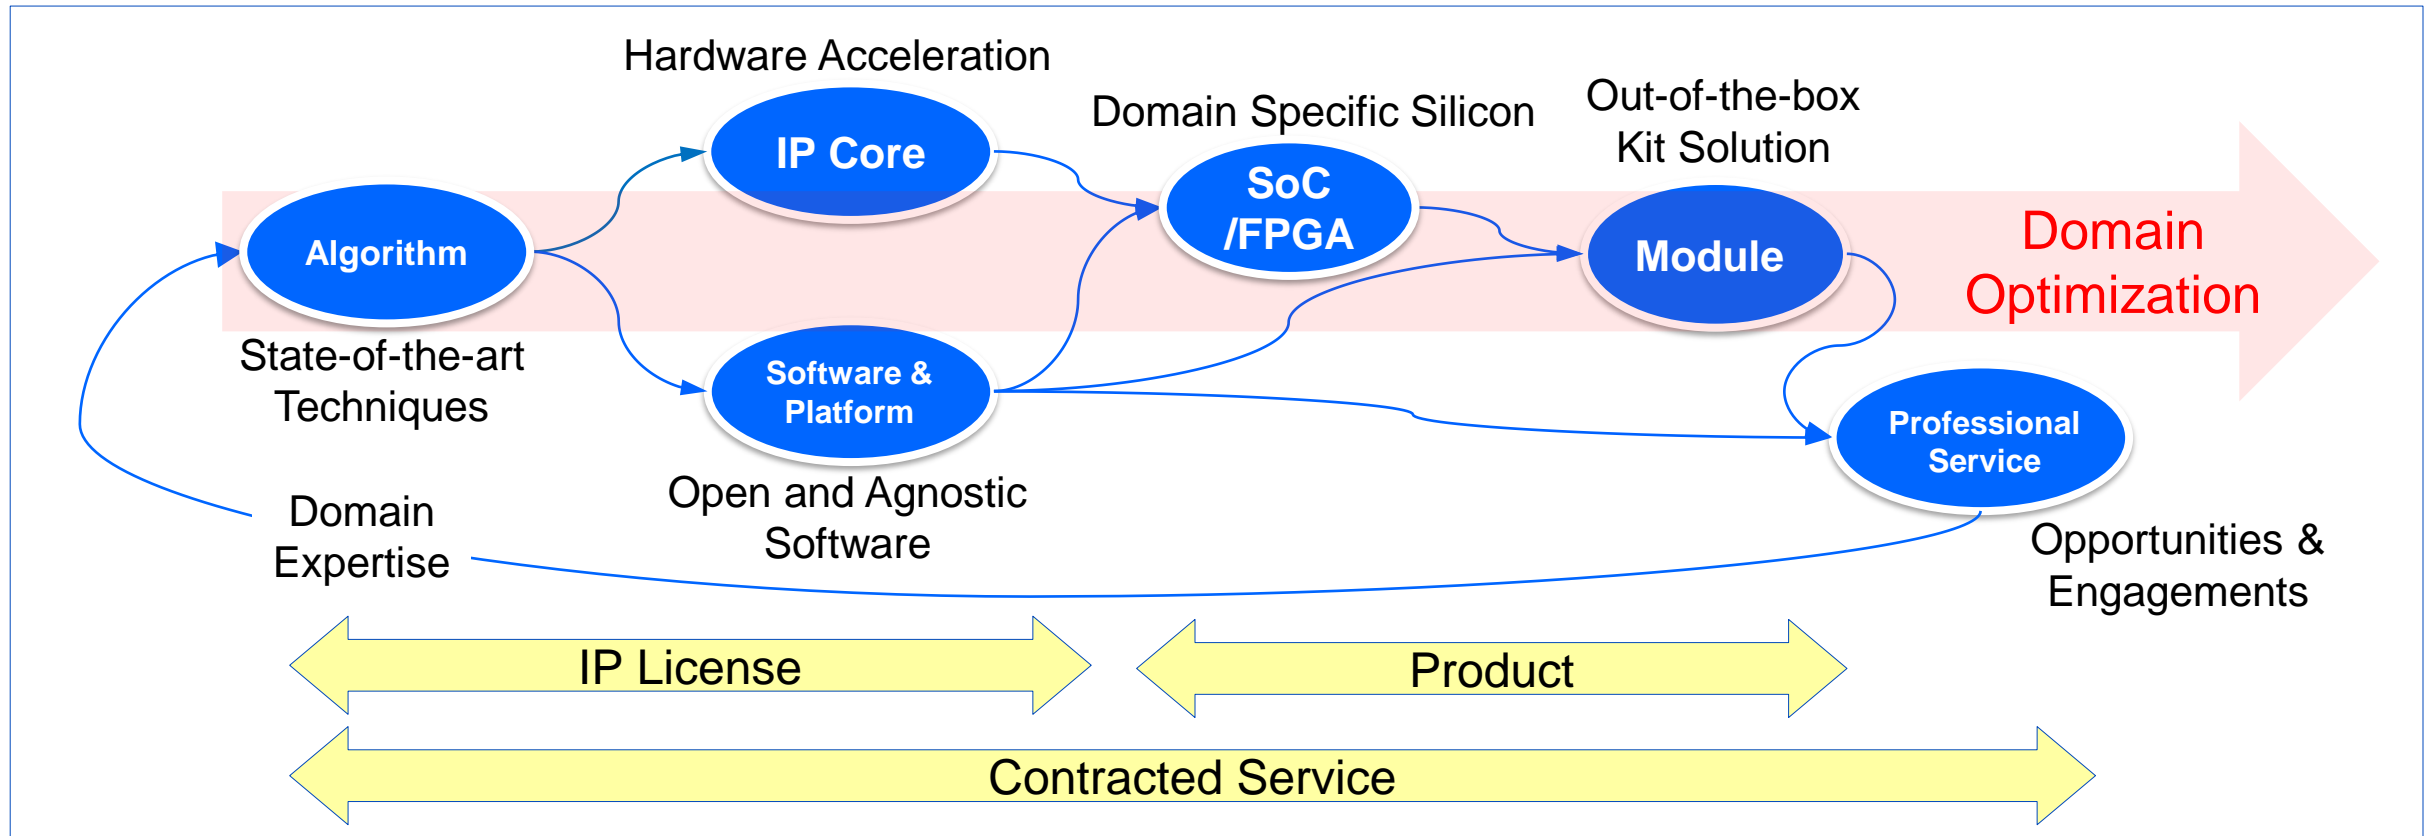 Hardware Acceleration
IP Core
Domain Specific Silicon
SoC
/FPGA
Out-of-the-box
Kit Solution
Algorithm
State-of-the-art
Techniques
Module
Domain
Optimization
Software &
Platform
Open and Agnostic
Software
Professional
Service
Opportunities &
Engagements
Domain
Expertise
IP License
Product
Contracted Service